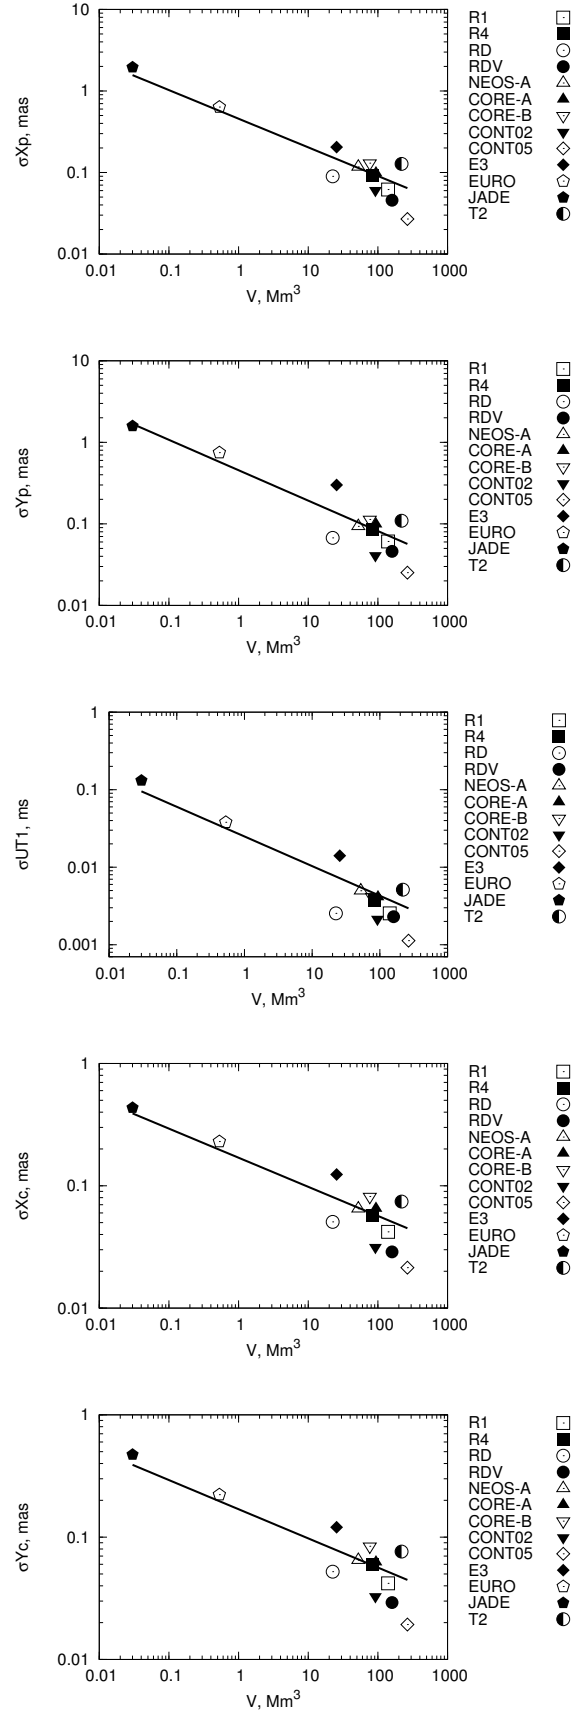 10
1
0.1
0.01
σXp, mas
0.01 0.1 1 10 100 1000
V, Mm³
R1
R4
RD
RDV
NEOS-A
CORE-A
CORE-B
CONT02
CONT05
E3
EURO
JADE
T2
10
1
0.1
0.01
σYp, mas
0.01 0.1 1 10 100 1000
V, Mm³
R1
R4
RD
RDV
NEOS-A
CORE-A
CORE-B
CONT02
CONT05
E3
EURO
JADE
T2
1
0.1
0.01
0.001
σUT1, ms
0.01 0.1 1 10 100 1000
V, Mm³
R1
R4
RD
RDV
NEOS-A
CORE-A
CORE-B
CONT02
CONT05
E3
EURO
JADE
T2
1
0.1
0.01
σXc, mas
0.01 0.1 1 10 100 1000
V, Mm³
R1
R4
RD
RDV
NEOS-A
CORE-A
CORE-B
CONT02
CONT05
E3
EURO
JADE
T2
1
0.1
0.01
σYc, mas
0.01 0.1 1 10 100 1000
V, Mm³
R1
R4
RD
RDV
NEOS-A
CORE-A
CORE-B
CONT02
CONT05
E3
EURO
JADE
T2